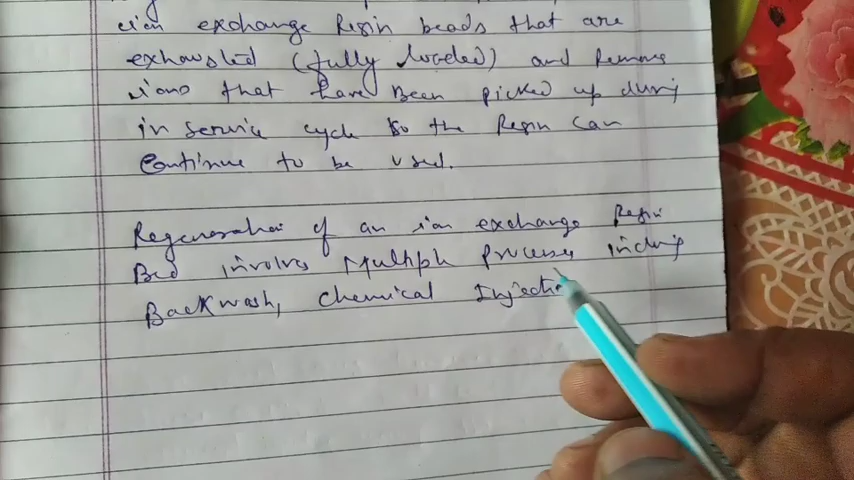 ion exchange Resin beads that are
exhausted (fully loaded) and Remove
ions that have Been picked up during
in service cycle so the Resin can
continue to be used.
Regeneration of an ion exchange Resin
Bed involves Multiple Processes including
Backwash, Chemical Injectio